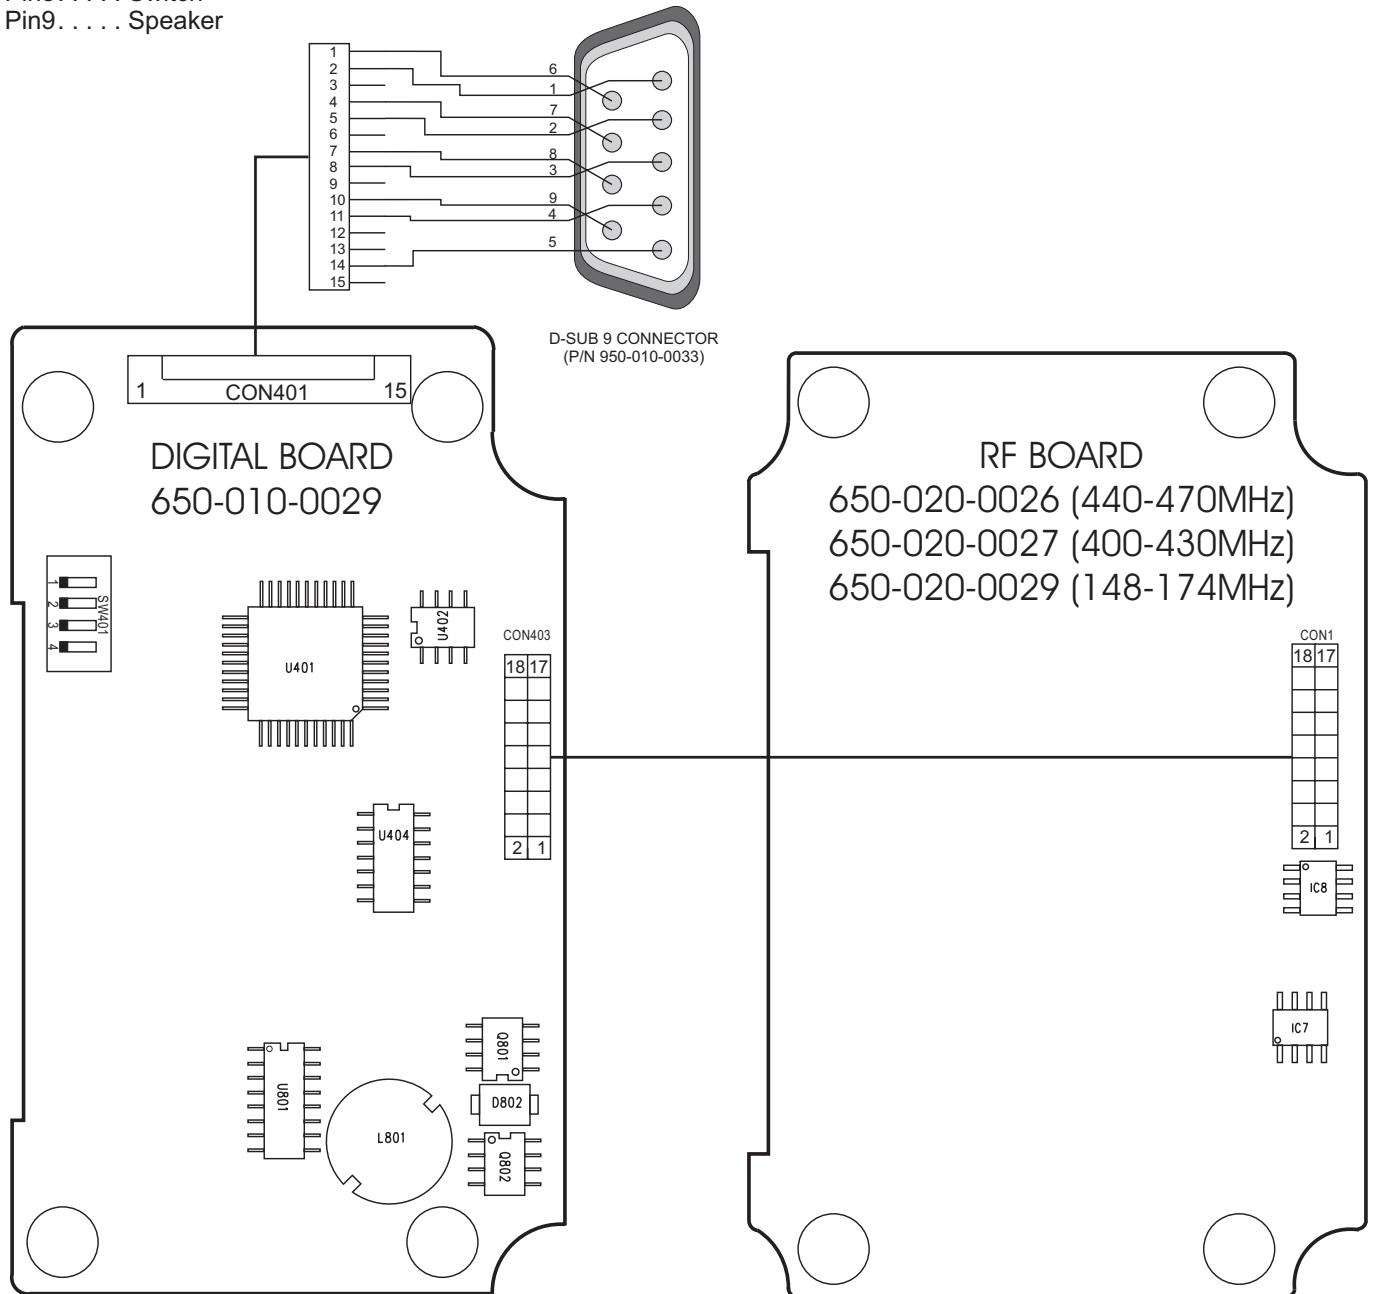 Pin9. . . . . Speaker
1
2
3
4
5
6
7
8
9
10
11
12
13
14
15
6
1
7
2
8
3
9
4
5
D-SUB 9 CONNECTOR
(P/N 950-010-0033)
1 CON401 15
DIGITAL BOARD
650-010-0029
1
2
3
4
SW401
U401
U402
CON403
18 17
2 1
U404
U801
L801
Q801
D802
Q802
RF BOARD
650-020-0026 (440-470MHz)
650-020-0027 (400-430MHz)
650-020-0029 (148-174MHz)
CON1
18 17
2 1
IC8
IC7